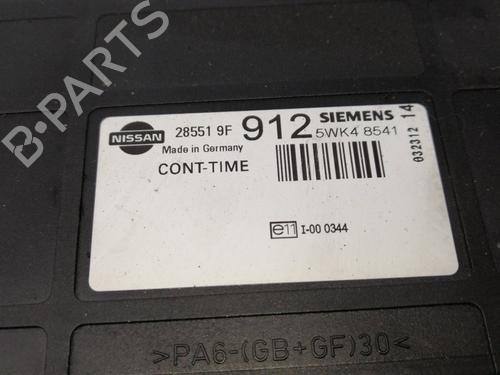 B-PARTS
NISSAN 28551 9F 912 SIEMENS
Made in Germany 5WK4 8541
CONT-TIME
032312 14
e11 I-00 0344
>PA6-(GB+GF)30<